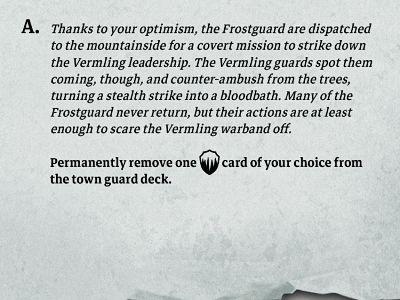 A. Thanks to your optimism, the Frostguard are dispatched
to the mountainside for a covert mission to strike down
the Vermling leadership. The Vermling guards spot them
coming, though, and counter-ambush from the trees,
turning a stealth strike into a bloodbath. Many of the
Frostguard never return, but their actions are at least
enough to scare the Vermling warband off.
Permanently remove one card of your choice from
the town guard deck.